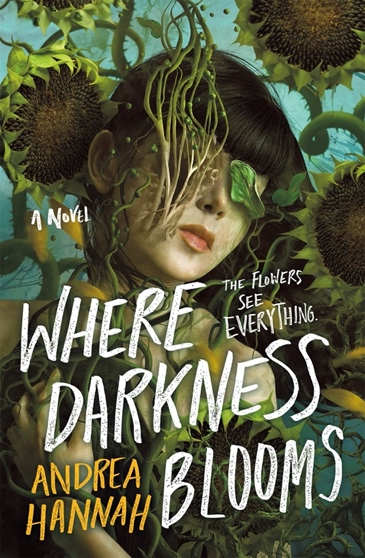 A NOVEL
THE FLOWERS
SEE
EVERYTHING.
WHERE
DARKNESS
BLOOMS
ANDREA
HANNAH